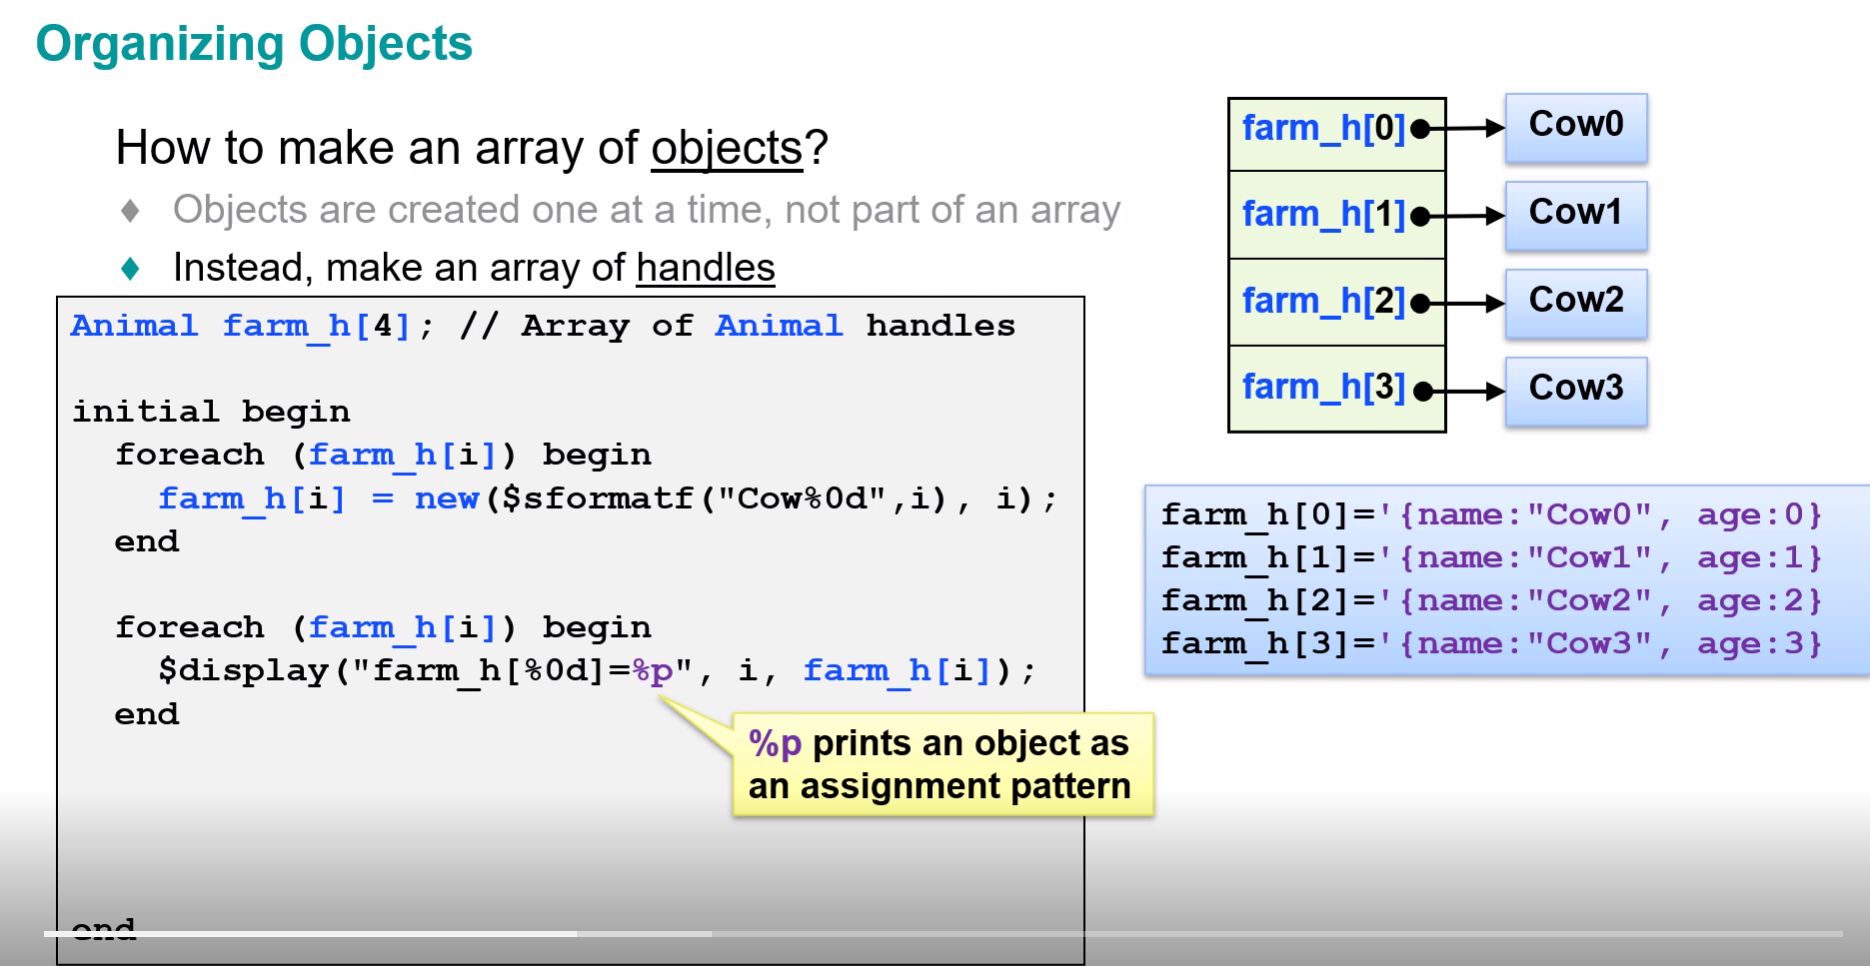 Organizing Objects
How to make an array of objects?
♦ Objects are created one at a time, not part of an array
♦ Instead, make an array of handles
Animal farm_h[4]; // Array of Animal handles
initial begin
foreach (farm_h[i]) begin
farm_h[i] = new($sformatf("Cow%0d",i), i);
end
foreach (farm_h[i]) begin
$display("farm_h[%0d]=%p", i, farm_h[i]);
end
%p prints an object as
an assignment pattern
end
farm_h[0] Cow0
farm_h[1] Cow1
farm_h[2] Cow2
farm_h[3] Cow3
farm_h[0]='{name:"Cow0", age:0}
farm_h[1]='{name:"Cow1", age:1}
farm_h[2]='{name:"Cow2", age:2}
farm_h[3]='{name:"Cow3", age:3}